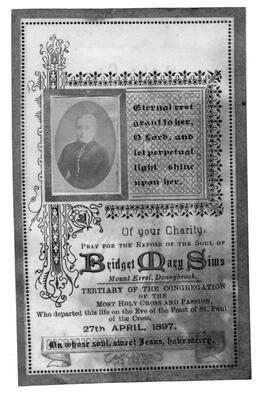 Eternal rest
grant to her,
O Lord, and
let perpetual
light shine
upon her.
Of your Charity,
PRAY FOR THE REPOSE OF THE SOUL OF
Bridget Mary Sims
Mount Errol, Donnybrook,
TERTIARY OF THE CONGREGATION
OF THE
MOST HOLY CROSS AND PASSION,
Who departed this life on the Eve of the Feast of St. Paul
of the Cross,
27th APRIL, 1897.
On whose soul, sweet Jesus, have mercy.